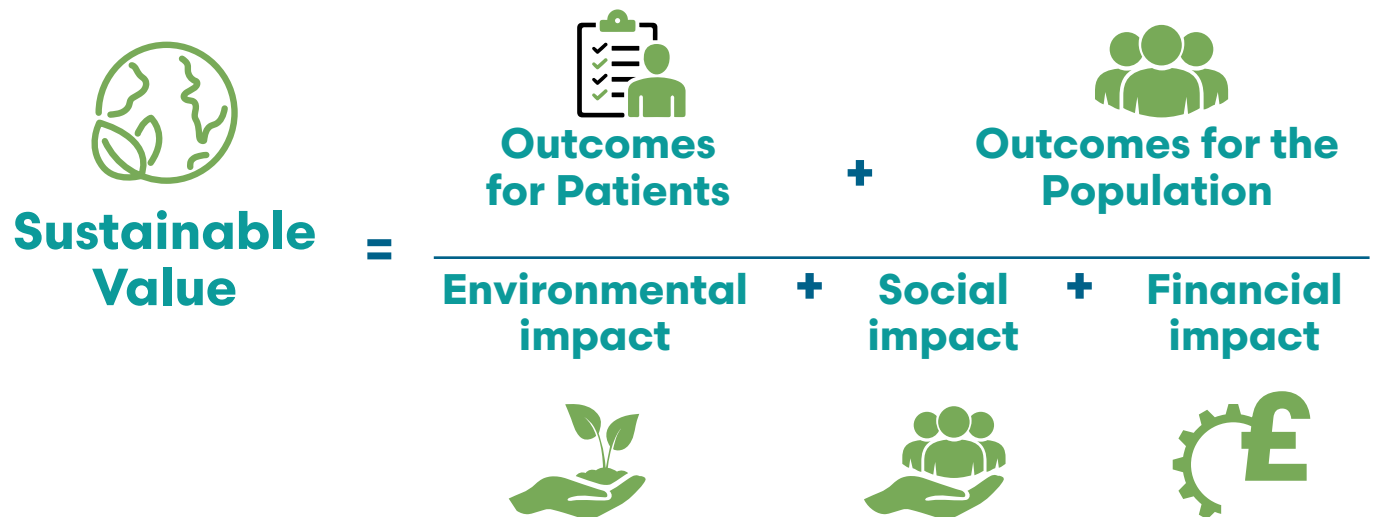 Outcomes
for Patients
+
Outcomes for the
Population
Sustainable
Value
=
Environmental
impact
+
Social
impact
+
Financial
impact
£